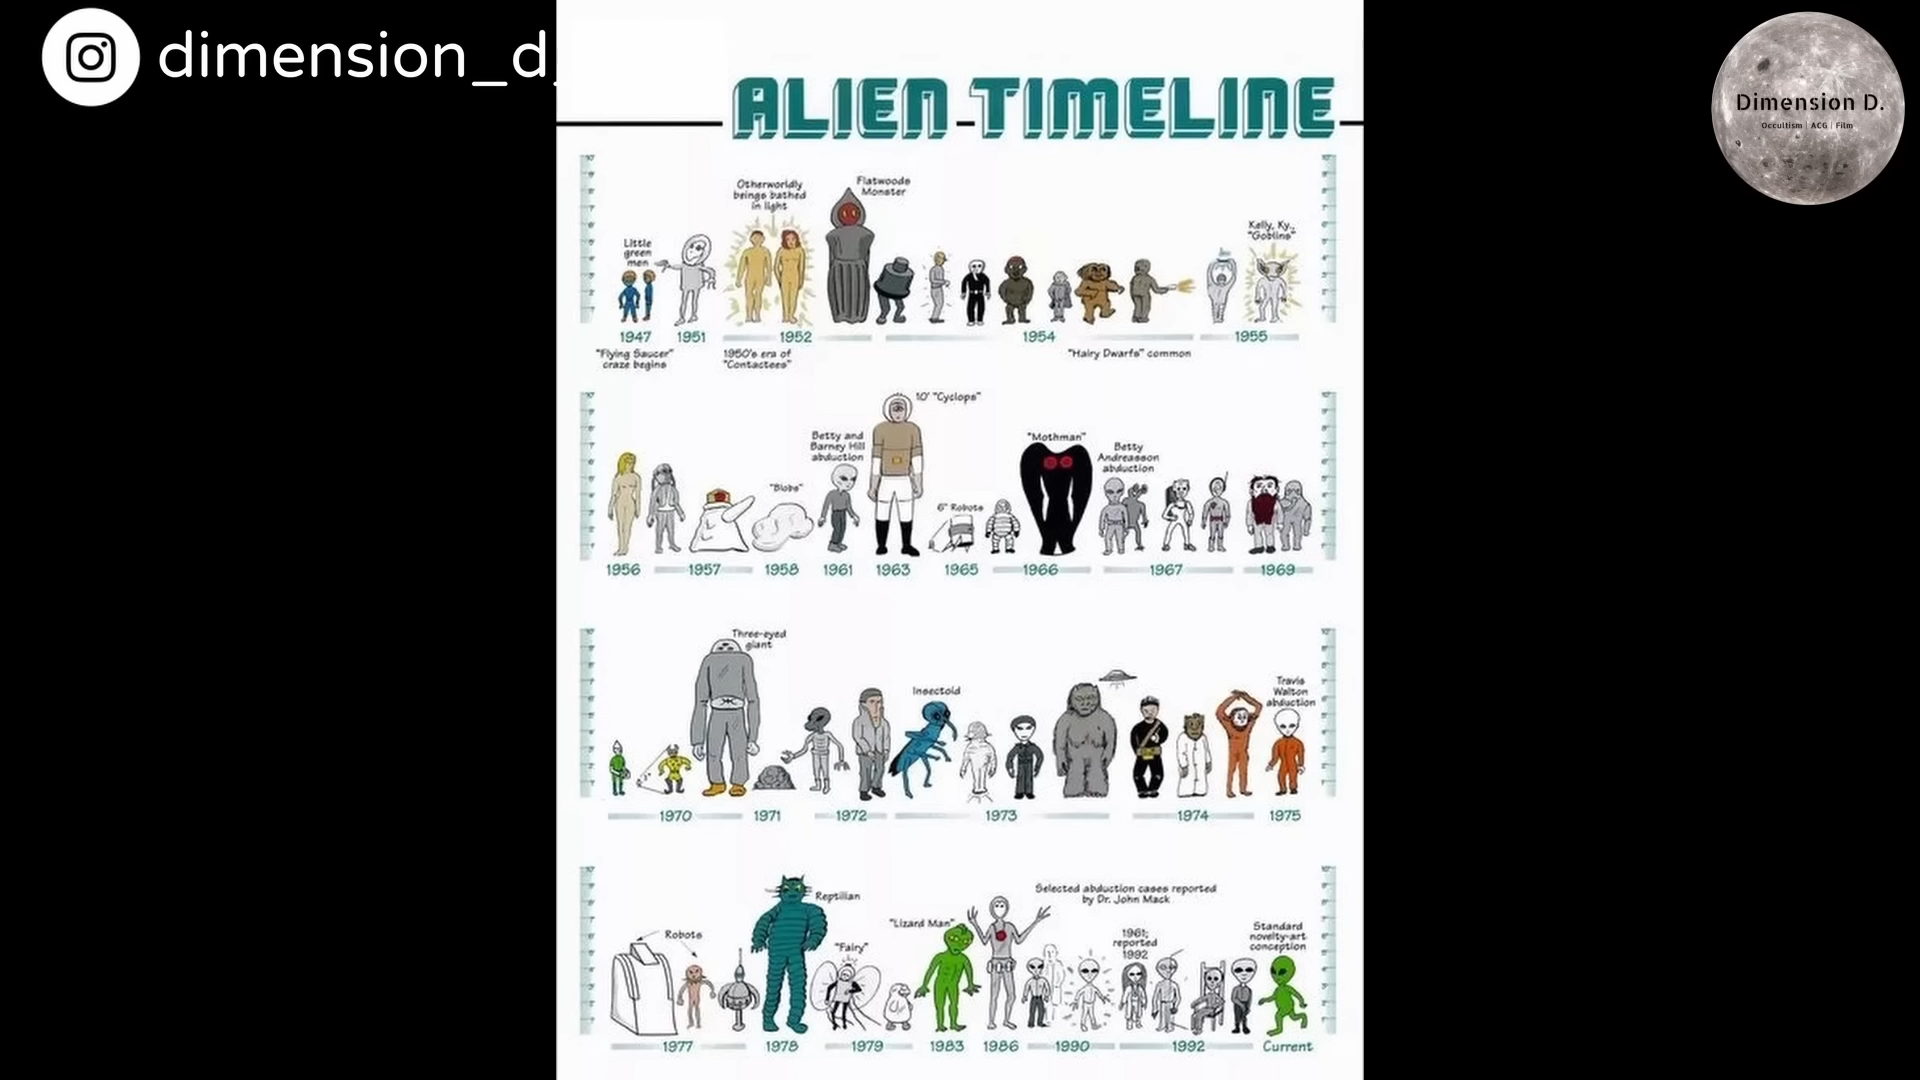 dimension_d
Dimension D.
Occultism | ACG | Film
ALIEN TIMELINE
Otherworldly
beings bathed
in light
Flatwoods
Monster
Little
green
men
Kelly, Ky.,
"Goblins"
1947
1951
1952
1954
1955
"Flying Saucer"
craze begins
1950's era of
"Contactees"
"Hairy Dwarfs" common
10' "Cyclops"
Betty and
Barney Hill
abduction
"Mothman"
Betty
Andreasson
abduction
"Blobs"
6" Robots
1956
1957
1958
1961
1963
1965
1966
1967
1969
Three-eyed
giant
Insectoid
Travis
Walton
abduction
1970
1971
1972
1973
1974
1975
Reptilian
Selected abduction cases reported
by Dr. John Mack
"Lizard Man"
Robots
"Fairy"
1961;
reported
1992
Standard
novelty-art
conception
1977
1978
1979
1983
1986
1990
1992
Current